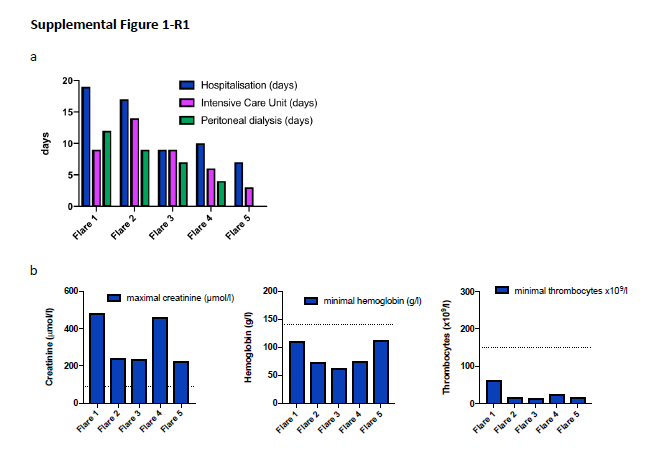 Supplemental Figure 1-R1
a
days
20
15
10
5
0
Hospitalisation (days)
Intensive Care Unit (days)
Peritoneal dialysis (days)
Flare 1
Flare 2
Flare 3
Flare 4
Flare 5
b
Creatinine (µmol/l)
600
400
200
0
maximal creatinine (µmol/l)
Flare 1
Flare 2
Flare 3
Flare 4
Flare 5
Hemoglobin (g/l)
200
150
100
50
0
minimal hemoglobin (g/l)
Flare 1
Flare 2
Flare 3
Flare 4
Flare 5
Thrombocytes (x10⁹/l)
300
200
100
0
minimal thrombocytes x10⁹/l
Flare 1
Flare 2
Flare 3
Flare 4
Flare 5